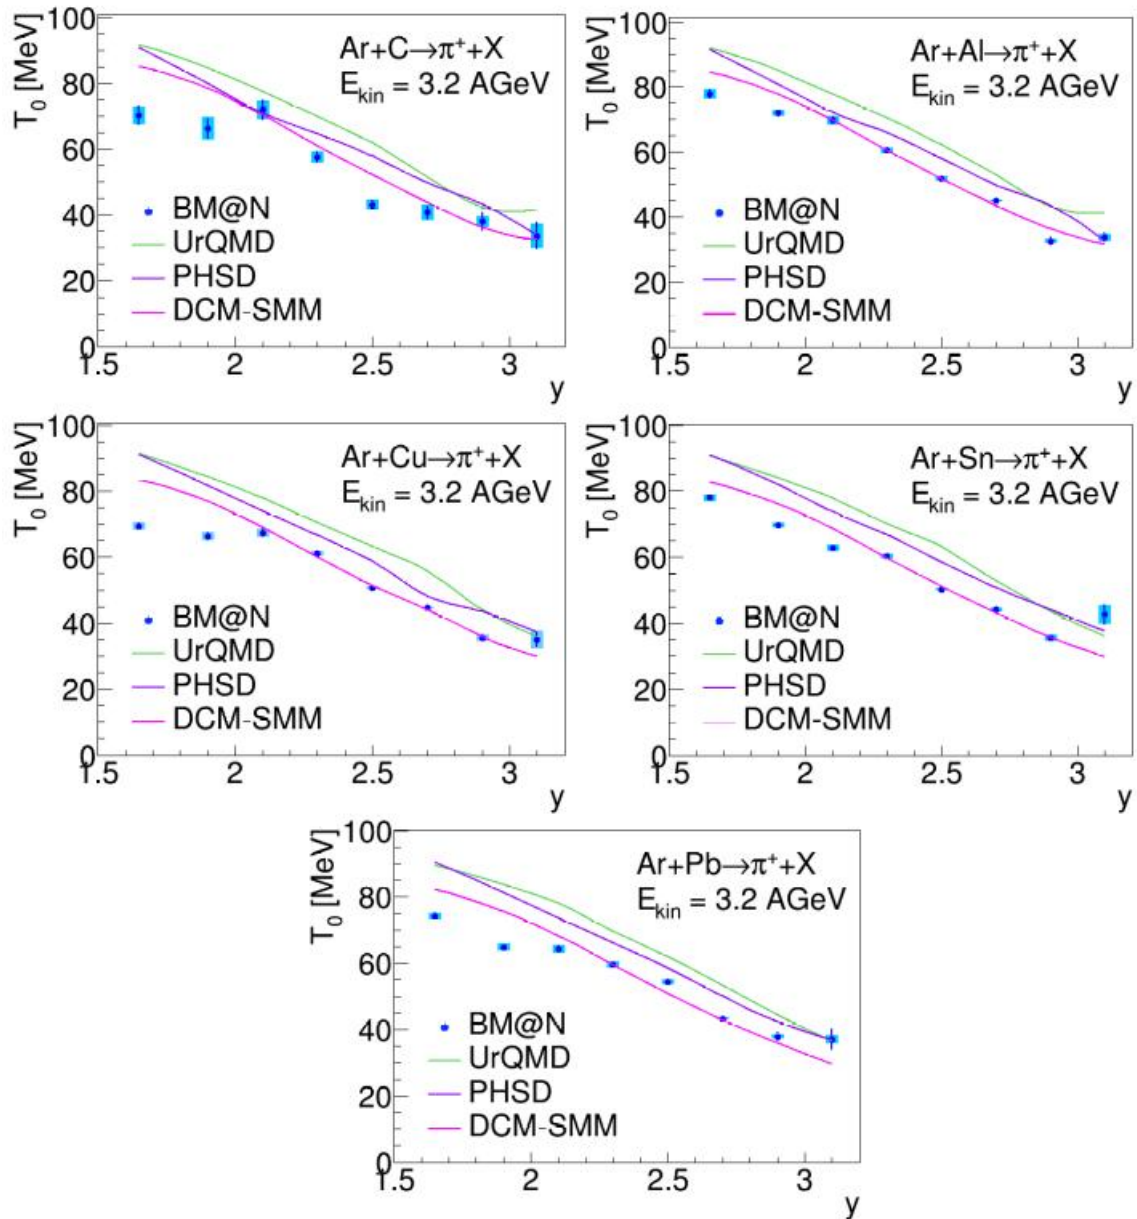 T₀ [MeV]
100
80
60
40
20
0
Ar+C→π⁺+X
E_kin = 3.2 AGeV
BM@N
UrQMD
PHSD
DCM-SMM
1.5 2 2.5 3
y
T₀ [MeV]
100
80
60
40
20
0
Ar+Al→π⁺+X
E_kin = 3.2 AGeV
BM@N
UrQMD
PHSD
DCM-SMM
1.5 2 2.5 3
y
T₀ [MeV]
100
80
60
40
20
0
Ar+Cu→π⁺+X
E_kin = 3.2 AGeV
BM@N
UrQMD
PHSD
DCM-SMM
1.5 2 2.5 3
y
T₀ [MeV]
100
80
60
40
20
0
Ar+Sn→π⁺+X
E_kin = 3.2 AGeV
BM@N
UrQMD
PHSD
DCM-SMM
1.5 2 2.5 3
y
T₀ [MeV]
100
80
60
40
20
0
Ar+Pb→π⁺+X
E_kin = 3.2 AGeV
BM@N
UrQMD
PHSD
DCM-SMM
1.5 2 2.5 3
y